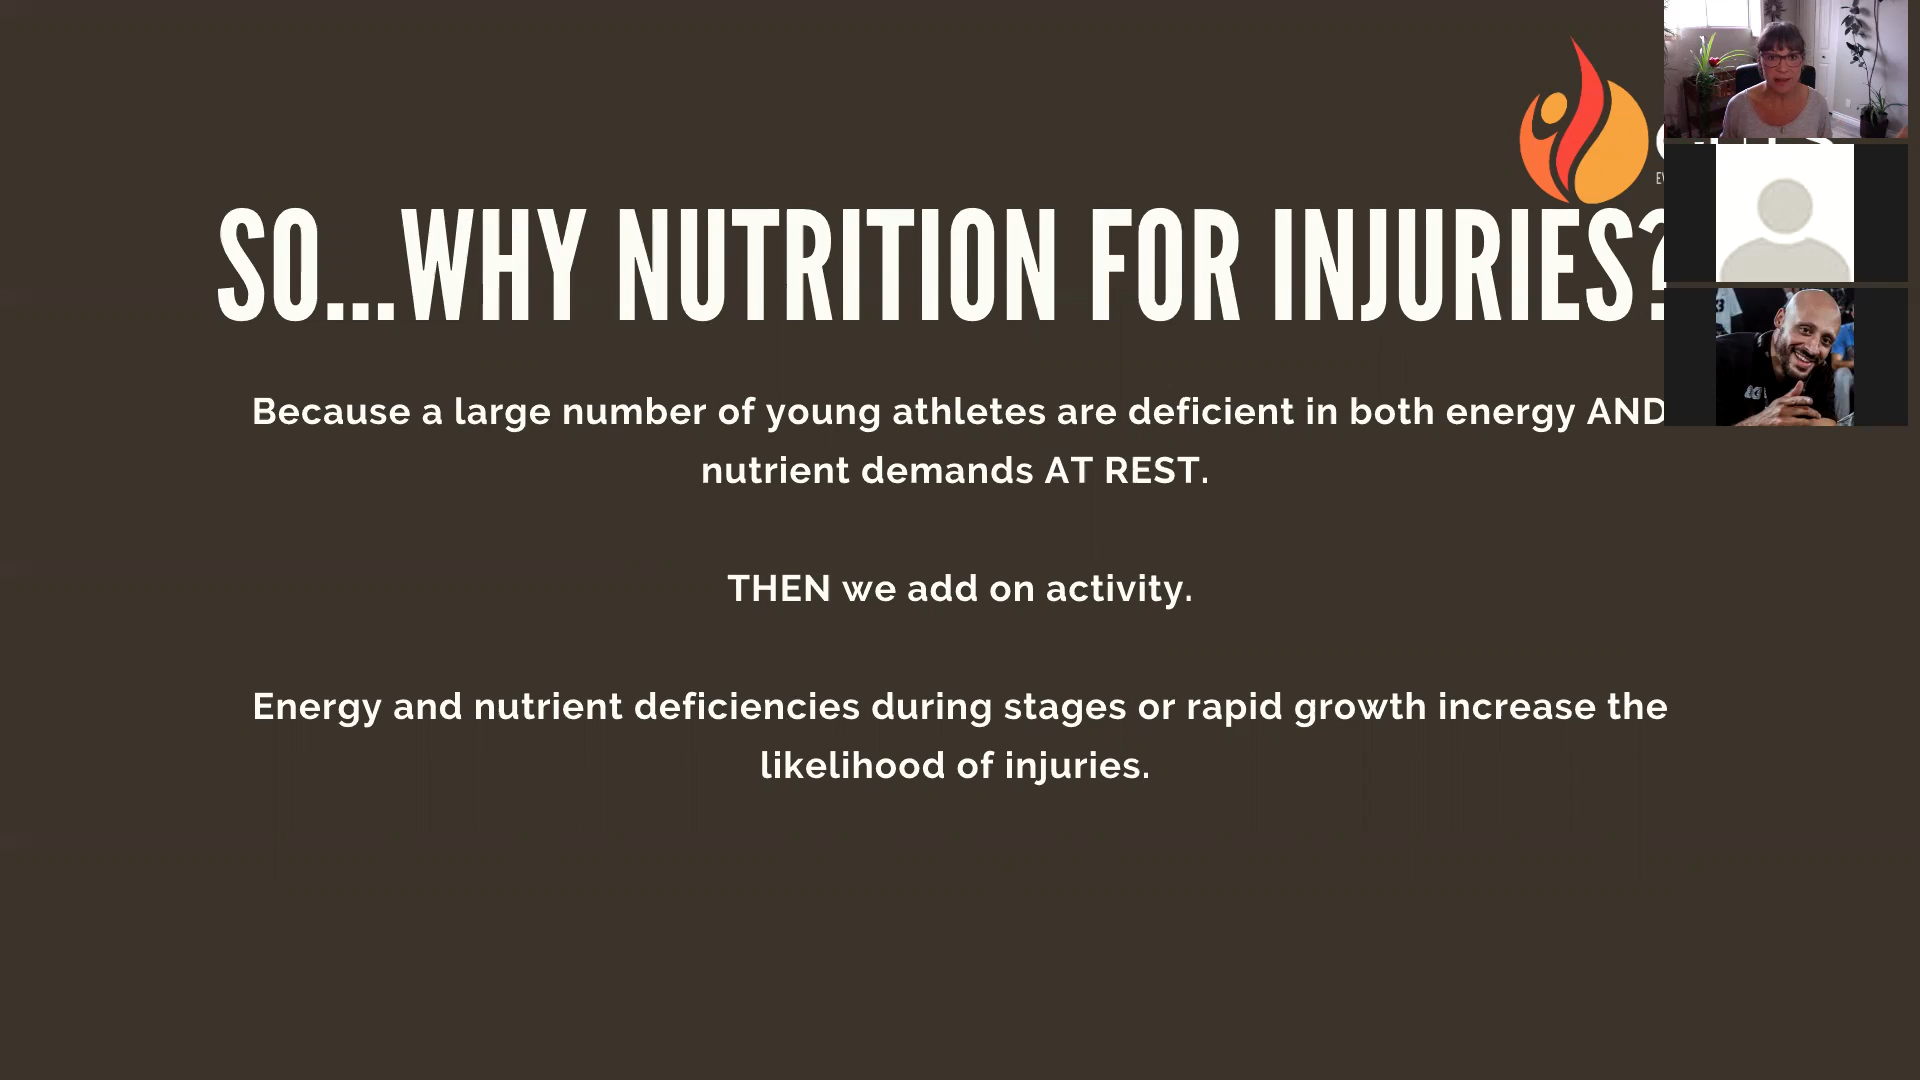 SO...WHY NUTRITION FOR INJURIES?
Because a large number of young athletes are deficient in both energy AND
nutrient demands AT REST.
THEN we add on activity.
Energy and nutrient deficiencies during stages or rapid growth increase the
likelihood of injuries.